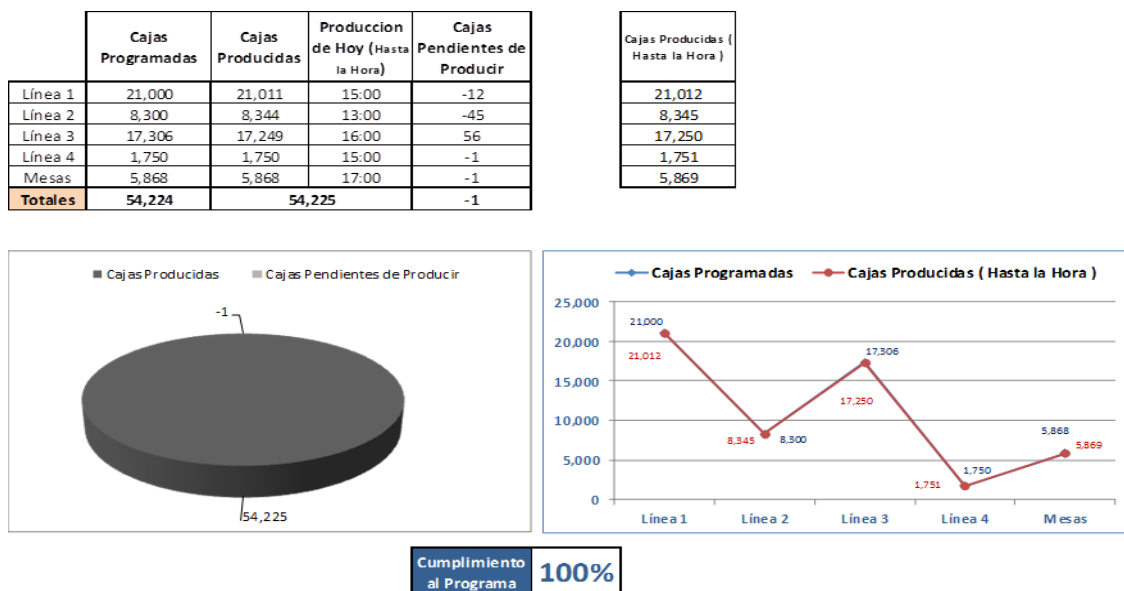 Cajas Programadas Cajas Producidas Produccion de Hoy (Hasta la Hora) Cajas Pendientes de Producir
Línea 1 21,000 21,011 15:00 -12
Línea 2 8,300 8,344 13:00 -45
Línea 3 17,306 17,249 16:00 56
Línea 4 1,750 1,750 15:00 -1
Mesas 5,868 5,868 17:00 -1
Totales 54,224 54,225 -1
Cajas Producidas (
Hasta la Hora )
21,012
8,345
17,250
1,751
5,869
Cajas Producidas Cajas Pendientes de Producir
-1
54,225
Cajas Programadas Cajas Producidas ( Hasta la Hora )
25,000
20,000
15,000
10,000
5,000
0
21,000
21,012
8,345
8,300
17,306
17,250
1,750
1,751
5,868
5,869
Línea 1 Línea 2 Línea 3 Línea 4 Mesas
Cumplimiento
al Programa
100%